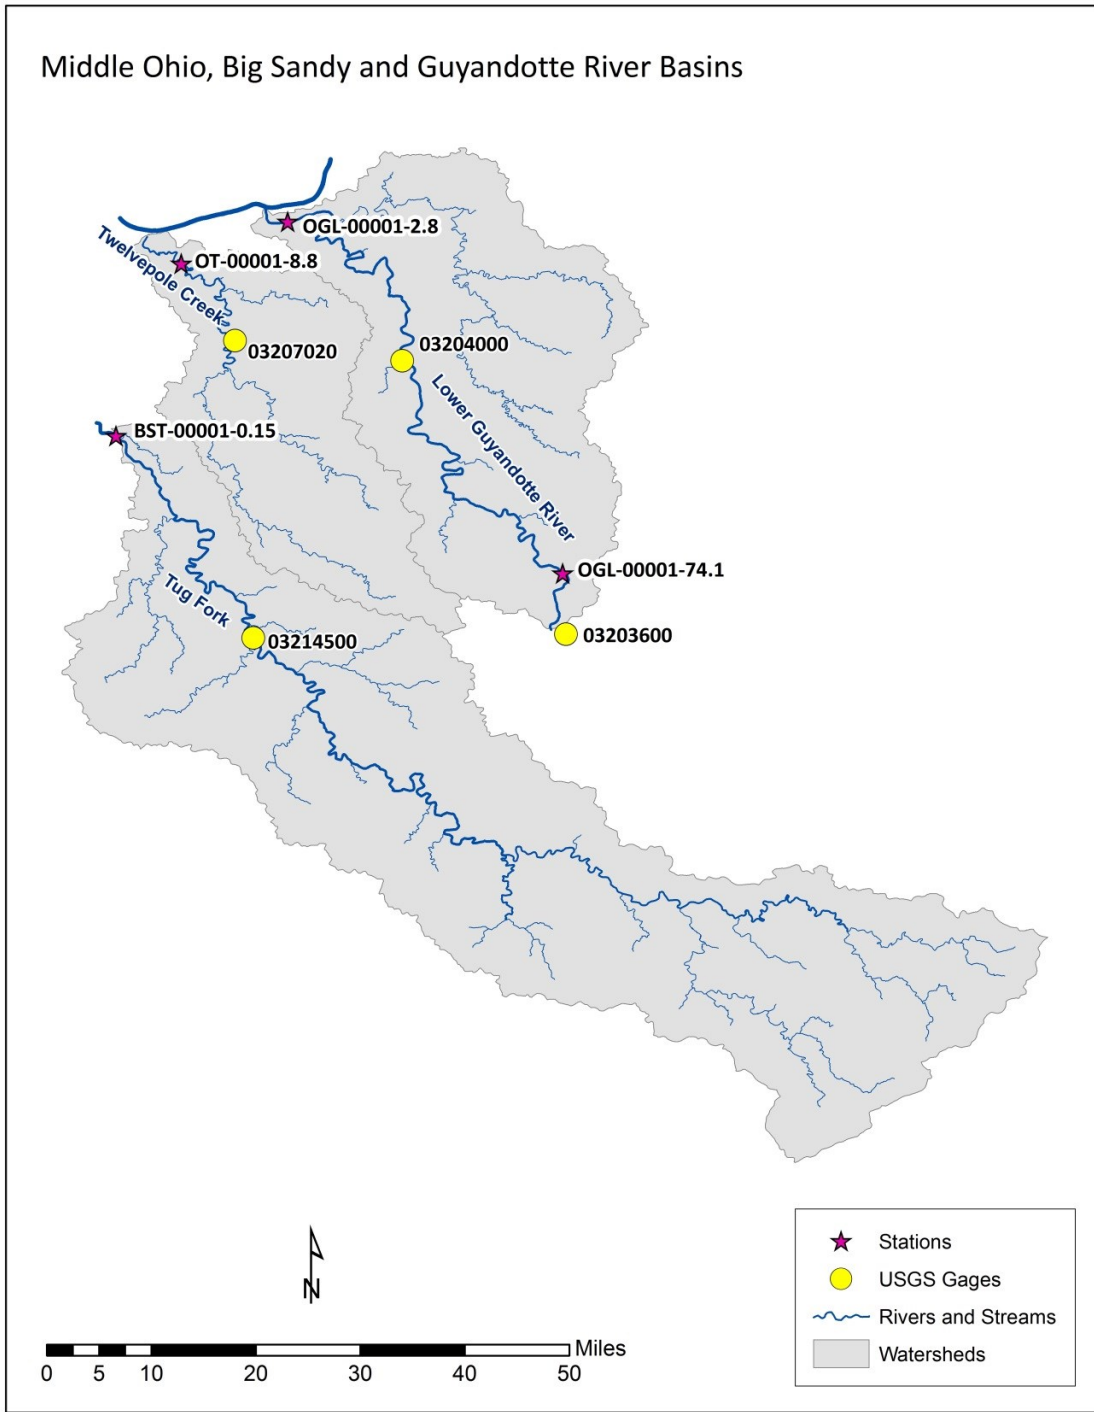 Middle Ohio, Big Sandy and Guyandotte River Basins
OGL-00001-2.8
Twelvepole Creek
OT-00001-8.8
03207020
03204000
Lower Guyandotte River
BST-00001-0.15
OGL-00001-74.1
Tug Fork
03214500
03203600
N
Miles
0 5 10 20 30 40 50
Stations
USGS Gages
Rivers and Streams
Watersheds